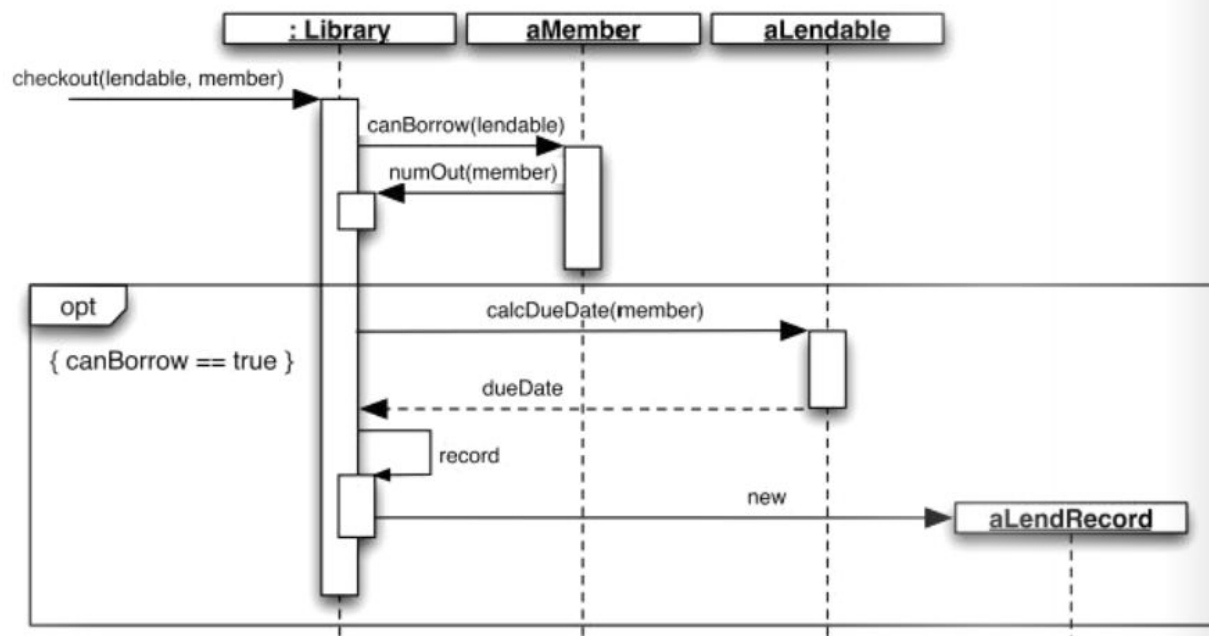 : Library
aMember
aLendable
checkout(lendable, member)
canBorrow(lendable)
numOut(member)
opt
calcDueDate(member)
{ canBorrow == true }
dueDate
record
new
aLendRecord